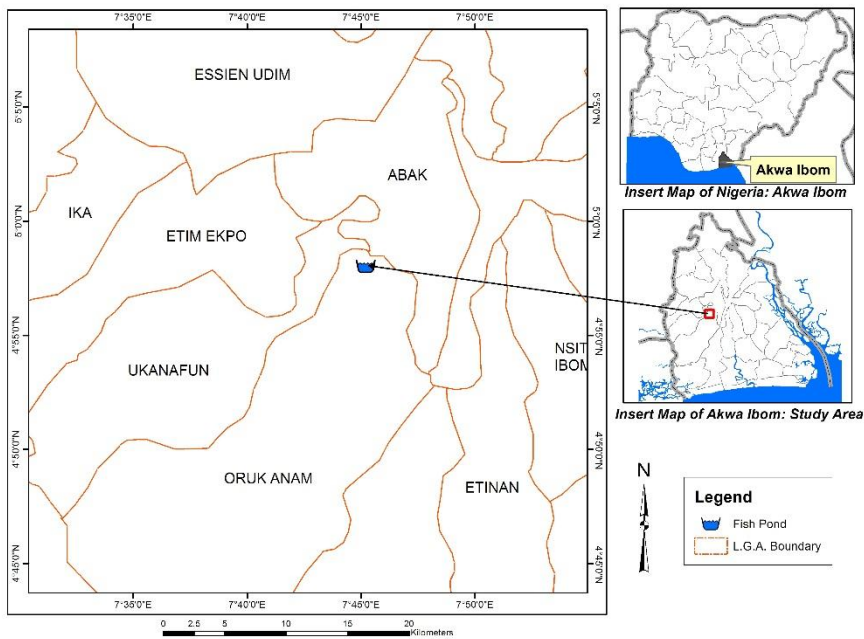 7°35'0"E 7°40'0"E 7°45'0"E 7°50'0"E
ESSIEN UDIM
5°5'0"N
5°5'0"N
ABAK
IKA
5°0'0"N
5°0'0"N
ETIM EKPO
4°55'0"N
4°55'0"N
UKANAFUN
NSIT
IBOM
4°50'0"N
4°50'0"N
ORUK ANAM
ETINAN
4°45'0"N
4°45'0"N
7°35'0"E 7°40'0"E 7°45'0"E 7°50'0"E
0 2.5 5 10 15 20
Kilometers
Akwa Ibom
Insert Map of Nigeria: Akwa Ibom
Insert Map of Akwa Ibom: Study Area
N
Legend
Fish Pond
L.G.A. Boundary